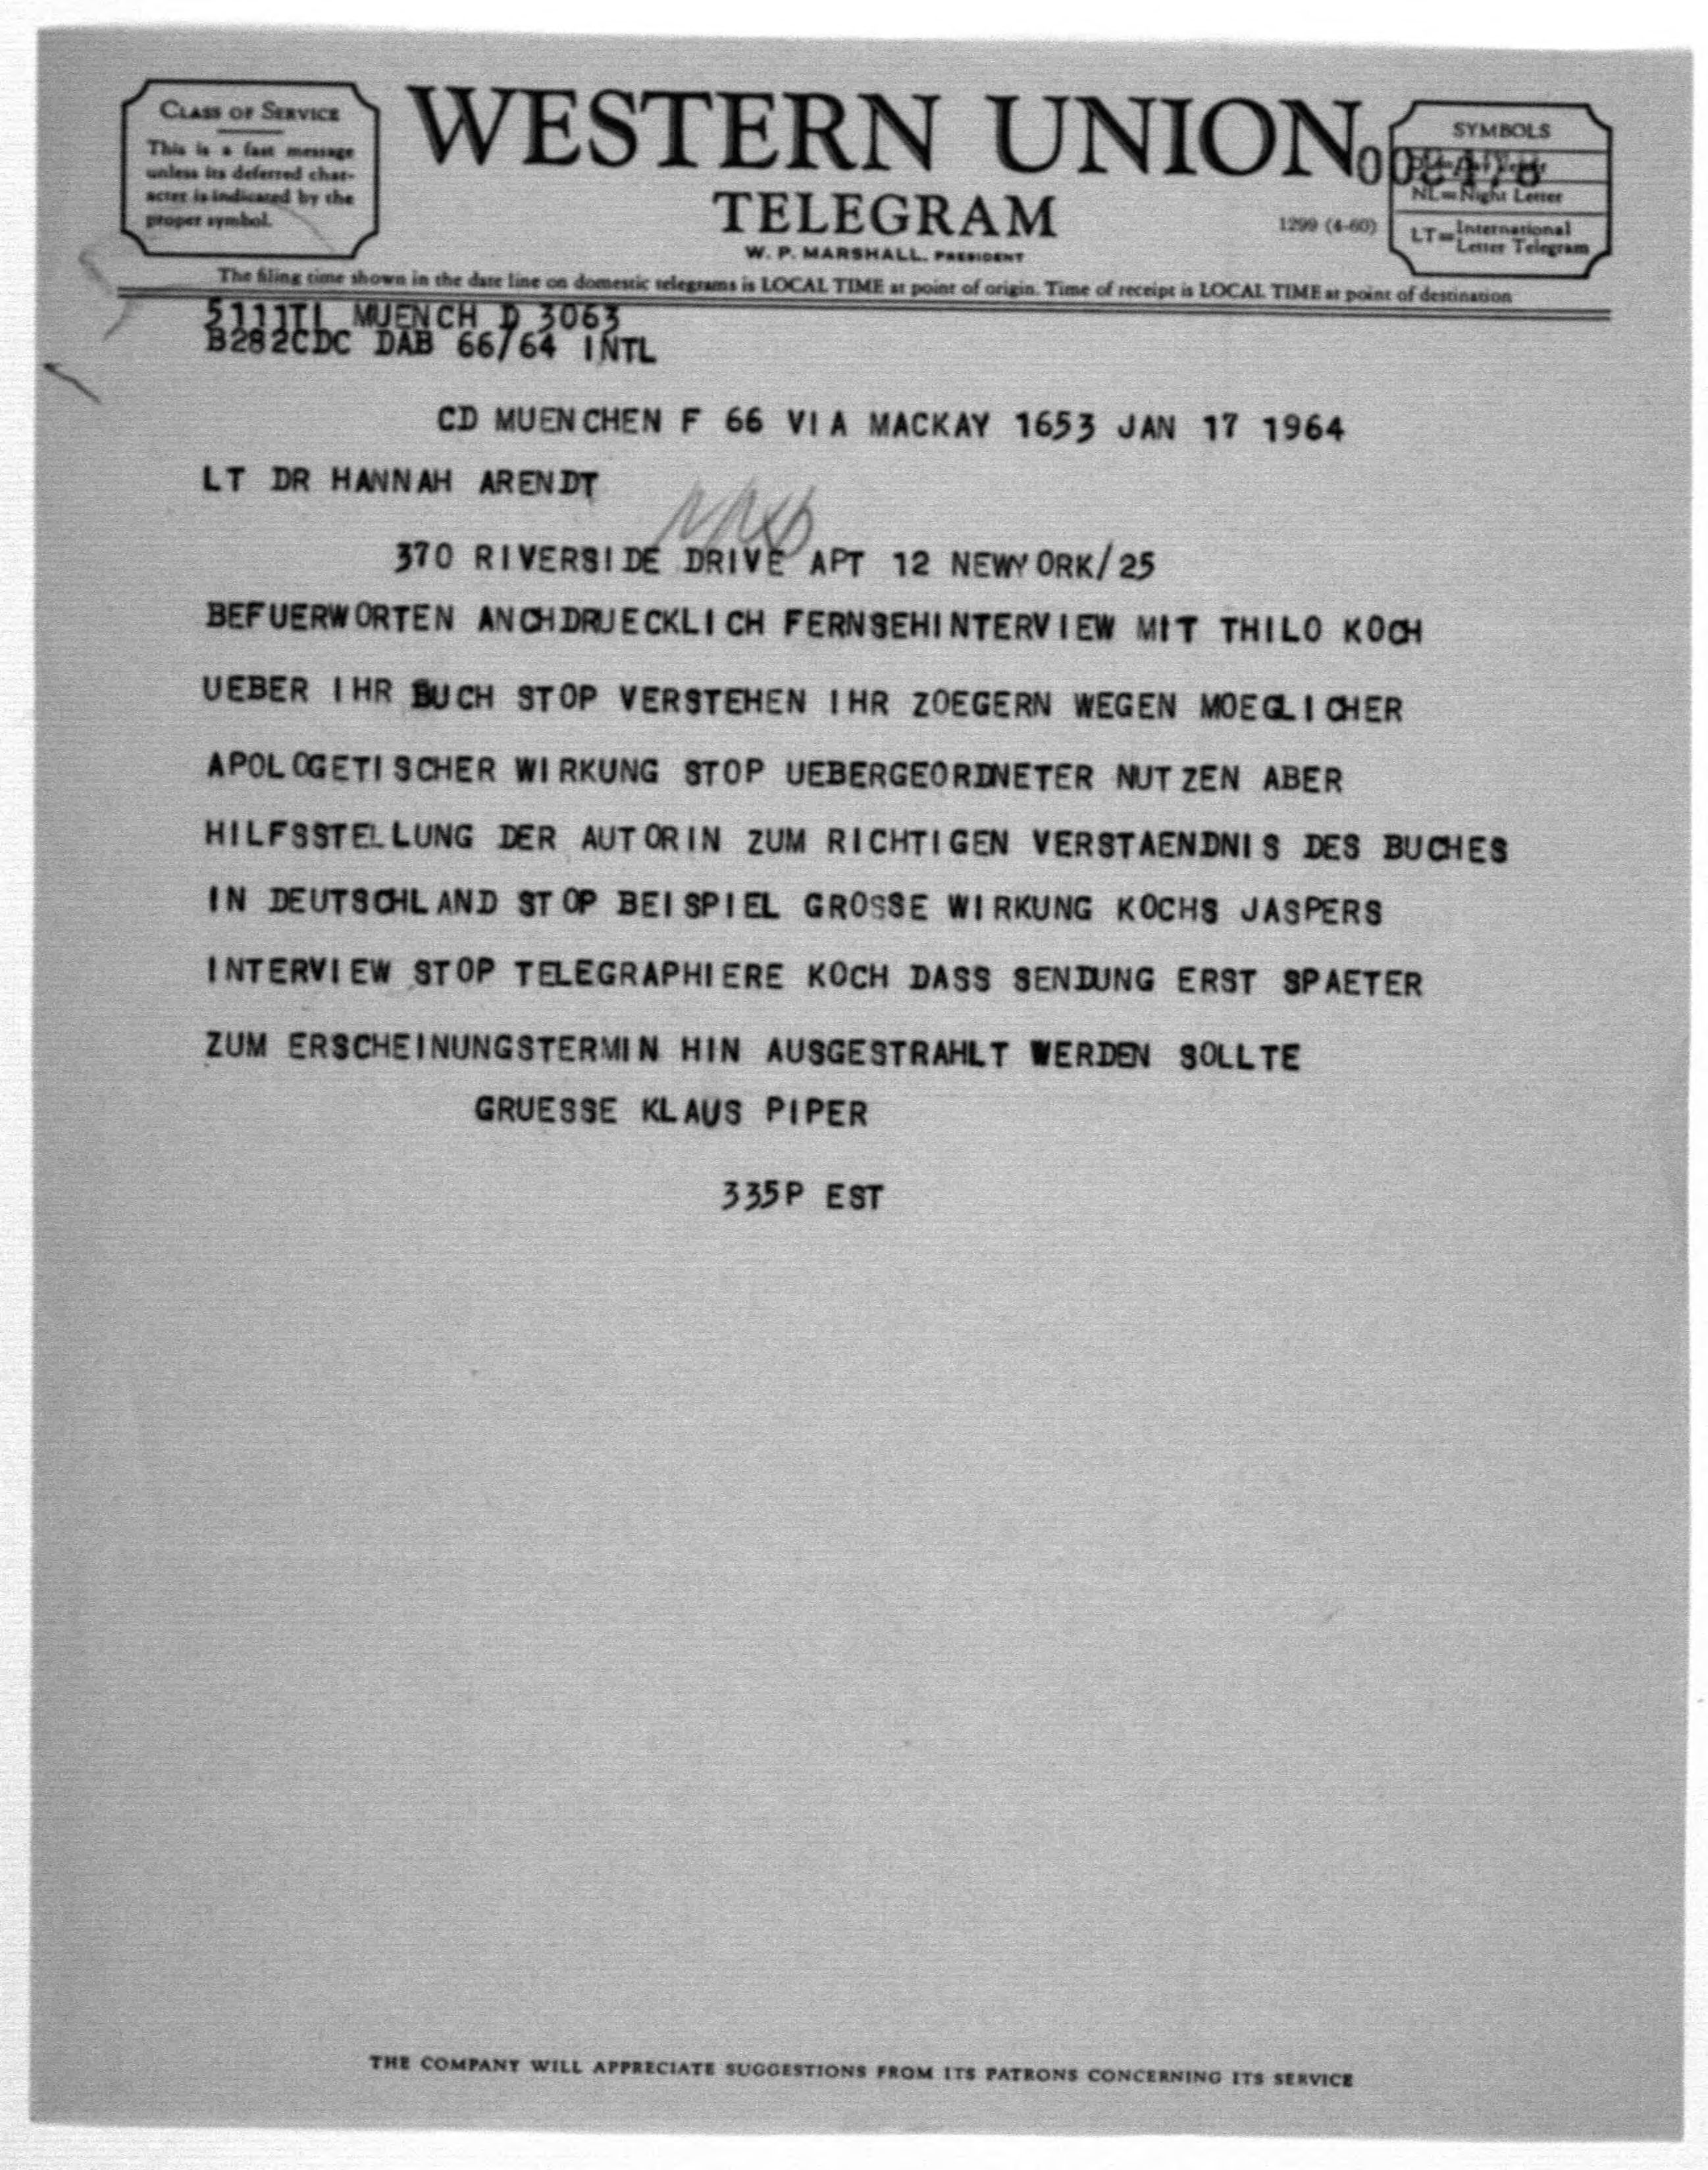 CLASS OF SERVICE
This is a fast message
unless its deferred char-
acter is indicated by the
proper symbol.
WESTERN UNION
TELEGRAM
W. P. MARSHALL, PRESIDENT
1299 (4-60)
SYMBOLS
NL=Night Letter
LT=International
Letter Telegram
The filing time shown in the date line on domestic telegrams is LOCAL TIME at point of origin. Time of receipt is LOCAL TIME at point of destination
5111TL MUENCH D 3063
B282CDC DAB 66/64 INTL
CD MUENCHEN F 66 VIA MACKAY 1653 JAN 17 1964
LT DR HANNAH ARENDT
370 RIVERSIDE DRIVE APT 12 NEWYORK/25
BEFUERWORTEN ANCHDRUECKLICH FERNSEHINTERVIEW MIT THILO KOCH
UEBER IHR BUCH STOP VERSTEHEN IHR ZOEGERN WEGEN MOEGLICHER
APOLOGETISCHER WIRKUNG STOP UEBERGEORDNETER NUTZEN ABER
HILFSSTELLUNG DER AUTORIN ZUM RICHTIGEN VERSTAENDNIS DES BUCHES
IN DEUTSCHLAND STOP BEISPIEL GROSSE WIRKUNG KOCHS JASPERS
INTERVIEW STOP TELEGRAPHIERE KOCH DASS SENDUNG ERST SPAETER
ZUM ERSCHEINUNGSTERMIN HIN AUSGESTRAHLT WERDEN SOLLTE
GRUESSE KLAUS PIPER
335P EST
THE COMPANY WILL APPRECIATE SUGGESTIONS FROM ITS PATRONS CONCERNING ITS SERVICE